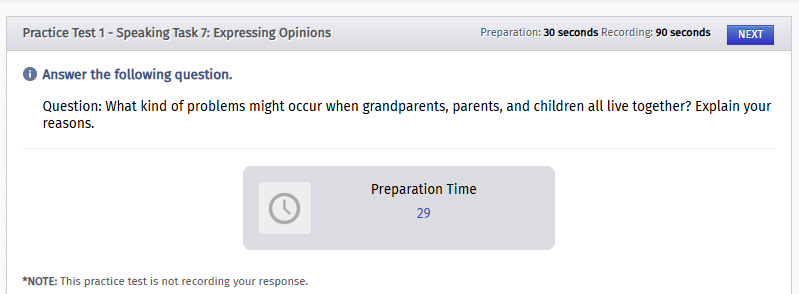 Practice Test 1 - Speaking Task 7: Expressing Opinions
Preparation: 30 seconds Recording: 90 seconds
NEXT
Answer the following question.
Question: What kind of problems might occur when grandparents, parents, and children all live together? Explain your
reasons.
Preparation Time
29
*NOTE: This practice test is not recording your response.